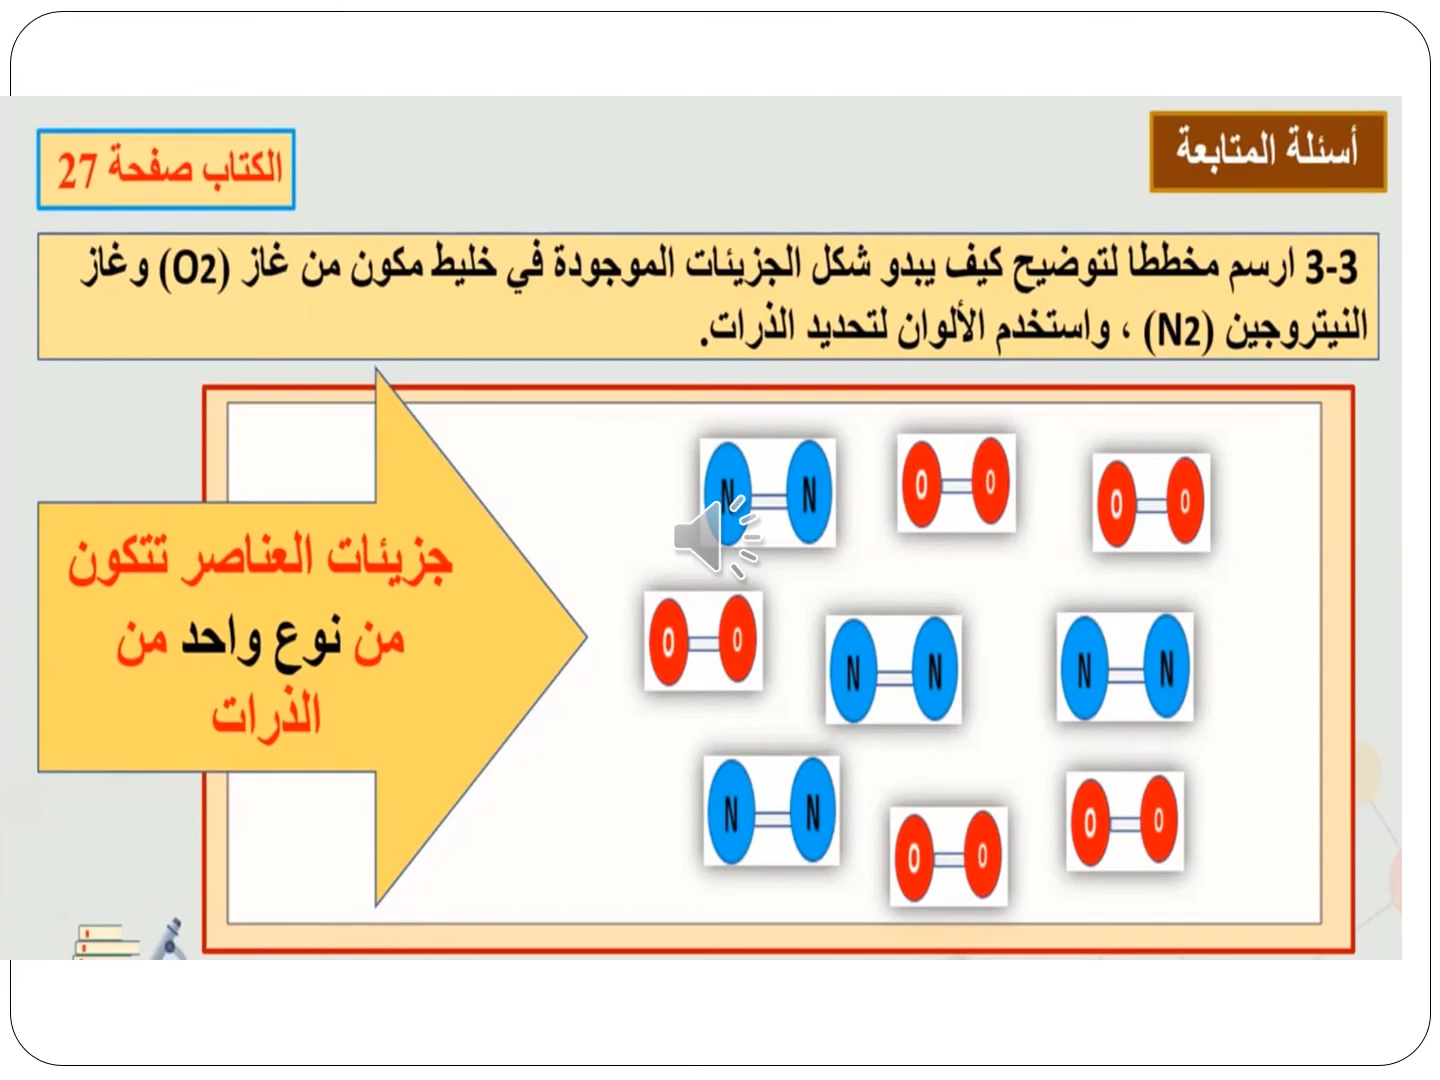 أسئلة المتابعة
الكتاب صفحة 27
3-3 ارسم مخططا لتوضيح كيف يبدو شكل الجزيئات الموجودة في خليط مكون من غاز (O2) وغاز
النيتروجين (N2) ، واستخدم الألوان لتحديد الذرات.
جزيئات العناصر تتكون
من نوع واحد من
الذرات
N N
O O
O O
O O
N N
N N
N N
O O
O O